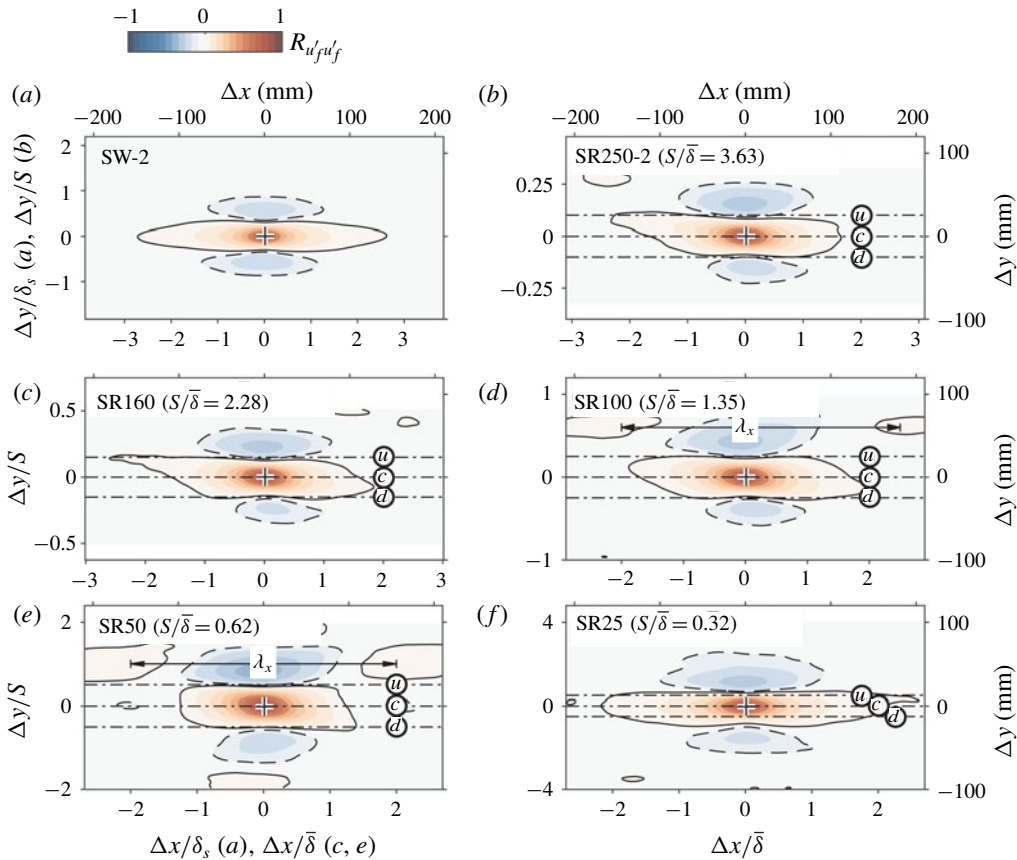 −1 0 1
R_{u′_f u′_f}
(a) Δx (mm) (b) Δx (mm)
−200 −100 0 100 200 −200 −100 0 100 200
SW-2
2
1
0
−1
Δy/δ_s (a), Δy/S (b)
−3 −2 −1 0 1 2 3
SR250-2 (S/δ̅ = 3.63)
0.25
0
−0.25
100
0
−100
Δy (mm)
u
c
d
−3 −2 −1 0 1 2 3
(c) SR160 (S/δ̅ = 2.28)
0.5
0
−0.5
Δy/S
u
c
d
−3 −2 −1 0 1 2 3
(d) SR100 (S/δ̅ = 1.35)
λ_x
1
0
−1
100
0
−100
Δy (mm)
u
c
d
−2 −1 0 1 2
(e) SR50 (S/δ̅ = 0.62)
λ_x
2
0
−2
Δy/S
u
c
d
−2 −1 0 1 2
Δx/δ_s (a), Δx/δ̅ (c, e)
(f) SR25 (S/δ̅ = 0.32)
4
0
−4
100
0
−100
Δy (mm)
u
c
d
−2 −1 0 1 2
Δx/δ̅